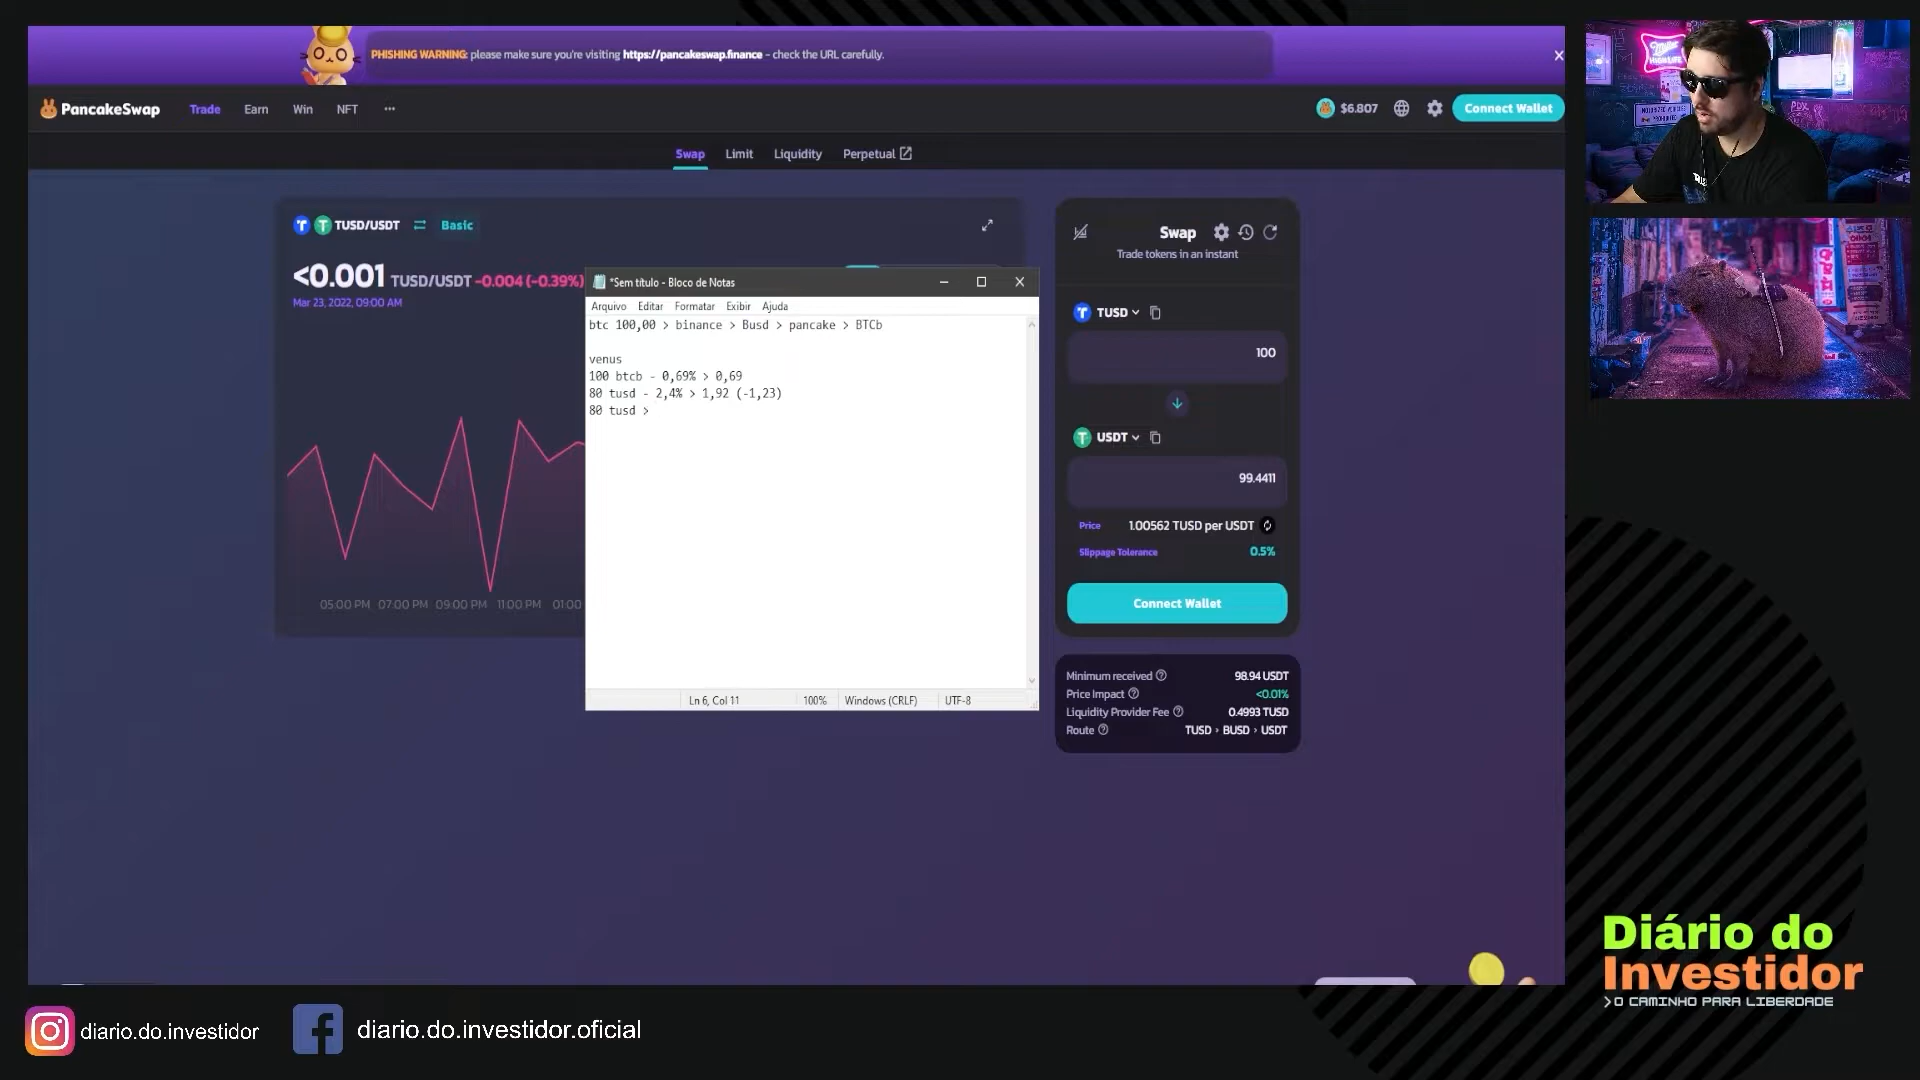 PHISHING WARNING: please make sure you're visiting https://pancakeswap.finance - check the URL carefully.
PancakeSwap Trade Earn Win NFT ··· $6.807 Connect Wallet
Swap Limit Liquidity Perpetual
TUSD/USDT Basic
<0.001 TUSD/USDT -0.004 (-0.39%)
Mar 23, 2022, 09:00 AM
05:00 PM 07:00 PM 09:00 PM 11:00 PM 01:00
*Sem título - Bloco de Notas
Arquivo Editar Formatar Exibir Ajuda
btc 100,00 > binance > Busd > pancake > BTCb
venus
100 btcb - 0,69% > 0,69
80 tusd - 2,4% > 1,92 (-1,23)
80 tusd >
Ln 6, Col 11 100% Windows (CRLF) UTF-8
Swap
Trade tokens in an instant
TUSD
100
USDT
99.4411
Price 1.00562 TUSD per USDT
Slippage Tolerance 0.5%
Connect Wallet
Minimum received 98.94 USDT
Price Impact <0.01%
Liquidity Provider Fee 0.4993 TUSD
Route TUSD > BUSD > USDT
Diário do
Investidor
>O CAMINHO PARA LIBERDADE
diario.do.investidor
diario.do.investidor.oficial